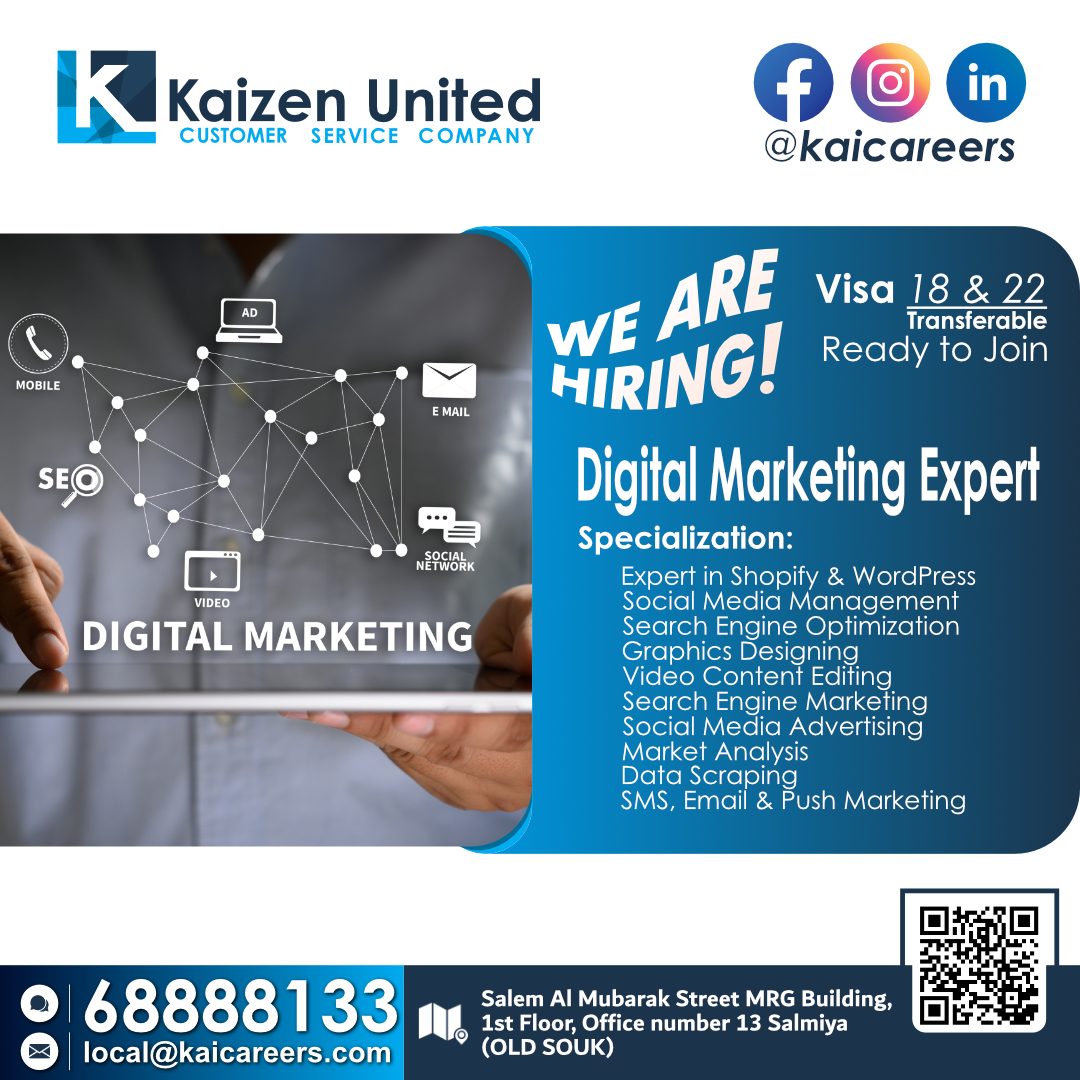 K Kaizen United
CUSTOMER SERVICE COMPANY
@kaicareers
WE ARE
HIRING!
Visa 18 & 22
Transferable
Ready to Join
AD
MOBILE
E MAIL
SEO
SOCIAL
NETWORK
VIDEO
DIGITAL MARKETING
Digital Marketing Expert
Specialization:
Expert in Shopify & WordPress
Social Media Management
Search Engine Optimization
Graphics Designing
Video Content Editing
Search Engine Marketing
Social Media Advertising
Market Analysis
Data Scraping
SMS, Email & Push Marketing
68888133
local@kaicareers.com
Salem Al Mubarak Street MRG Building,
1st Floor, Office number 13 Salmiya
(OLD SOUK)